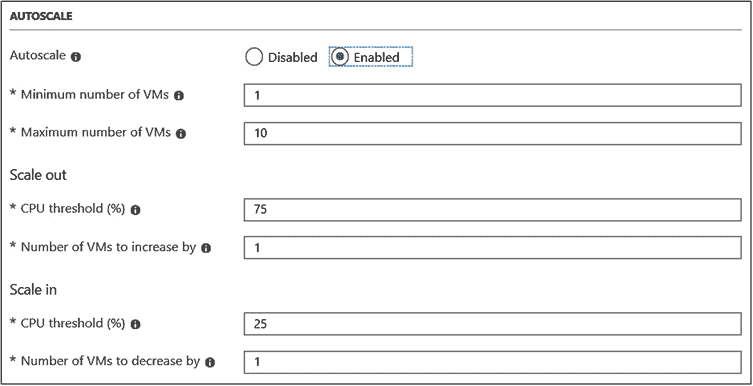 AUTOSCALE
Autoscale Disabled Enabled
* Minimum number of VMs 1
* Maximum number of VMs 10
Scale out
* CPU threshold (%) 75
* Number of VMs to increase by 1
Scale in
* CPU threshold (%) 25
* Number of VMs to decrease by 1